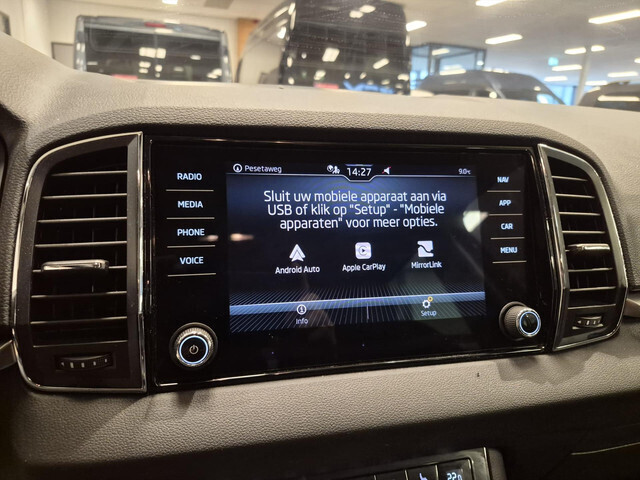 Pesetaweg 14:27 9.0°C
RADIO
MEDIA
PHONE
VOICE
Sluit uw mobiele apparaat aan via
USB of klik op "Setup" - "Mobiele
apparaten" voor meer opties.
Android Auto Apple CarPlay MirrorLink
Info Setup
NAV
APP
CAR
MENU